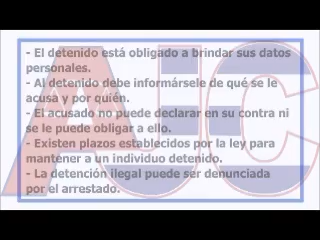 - El detenido está obligado a brindar sus datos
personales.
- Al detenido debe informársele de qué se le
acusa y por quién.
- El acusado no puede declarar en su contra ni
se le puede obligar a ello.
- Existen plazos establecidos por la ley para
mantener a un individuo detenido.
- La detención ilegal puede ser denunciada
por el arrestado.
AJC